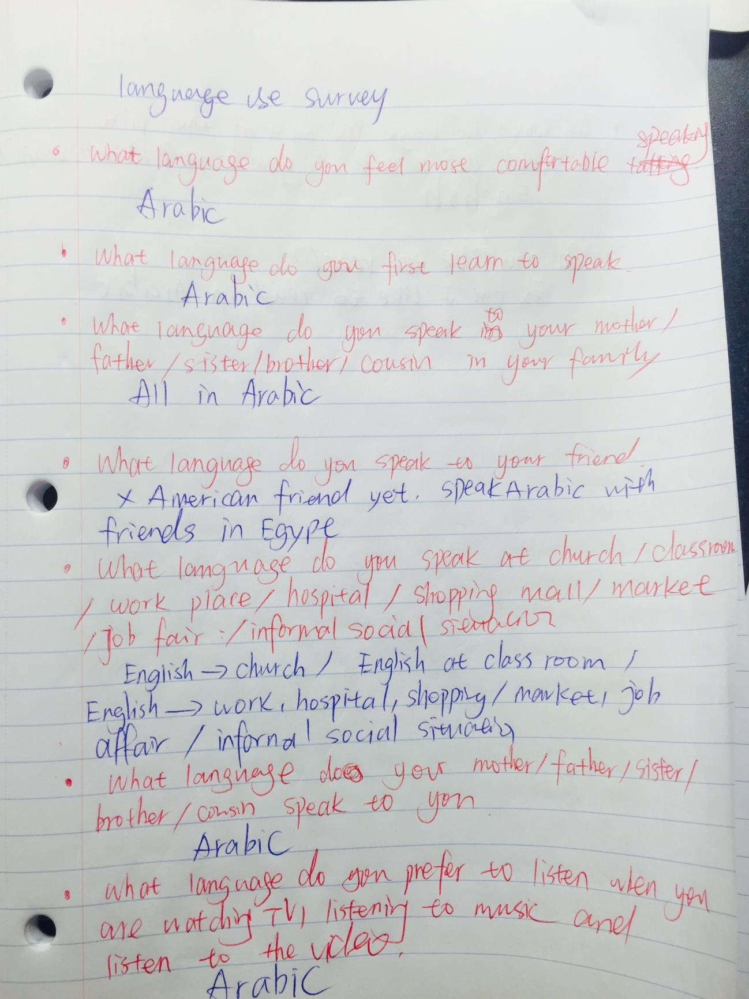 language use survey
speaking
• What language do you feel most comfortable talking
Arabic
• What language do you first learn to speak.
Arabic
to
• What language do you speak your mother/
father/sister/brother/cousin in your family
All in Arabic
• What language do you speak to your friend.
x American friend yet. speak Arabic with
friends in Egypt
• What language do you speak at church/classroom
/ work place/ hospital / shopping mall/ market
/job fair :/informal social situation
English → church / English at class room /
English → work, hospital, shopping/ market, job
affair / informal social situation
• What language does your mother/father/sister/
brother/cousin speak to you
Arabic
• What language do you prefer to listen when you
are watching TV, listening to music and
listen to the video.
Arabic